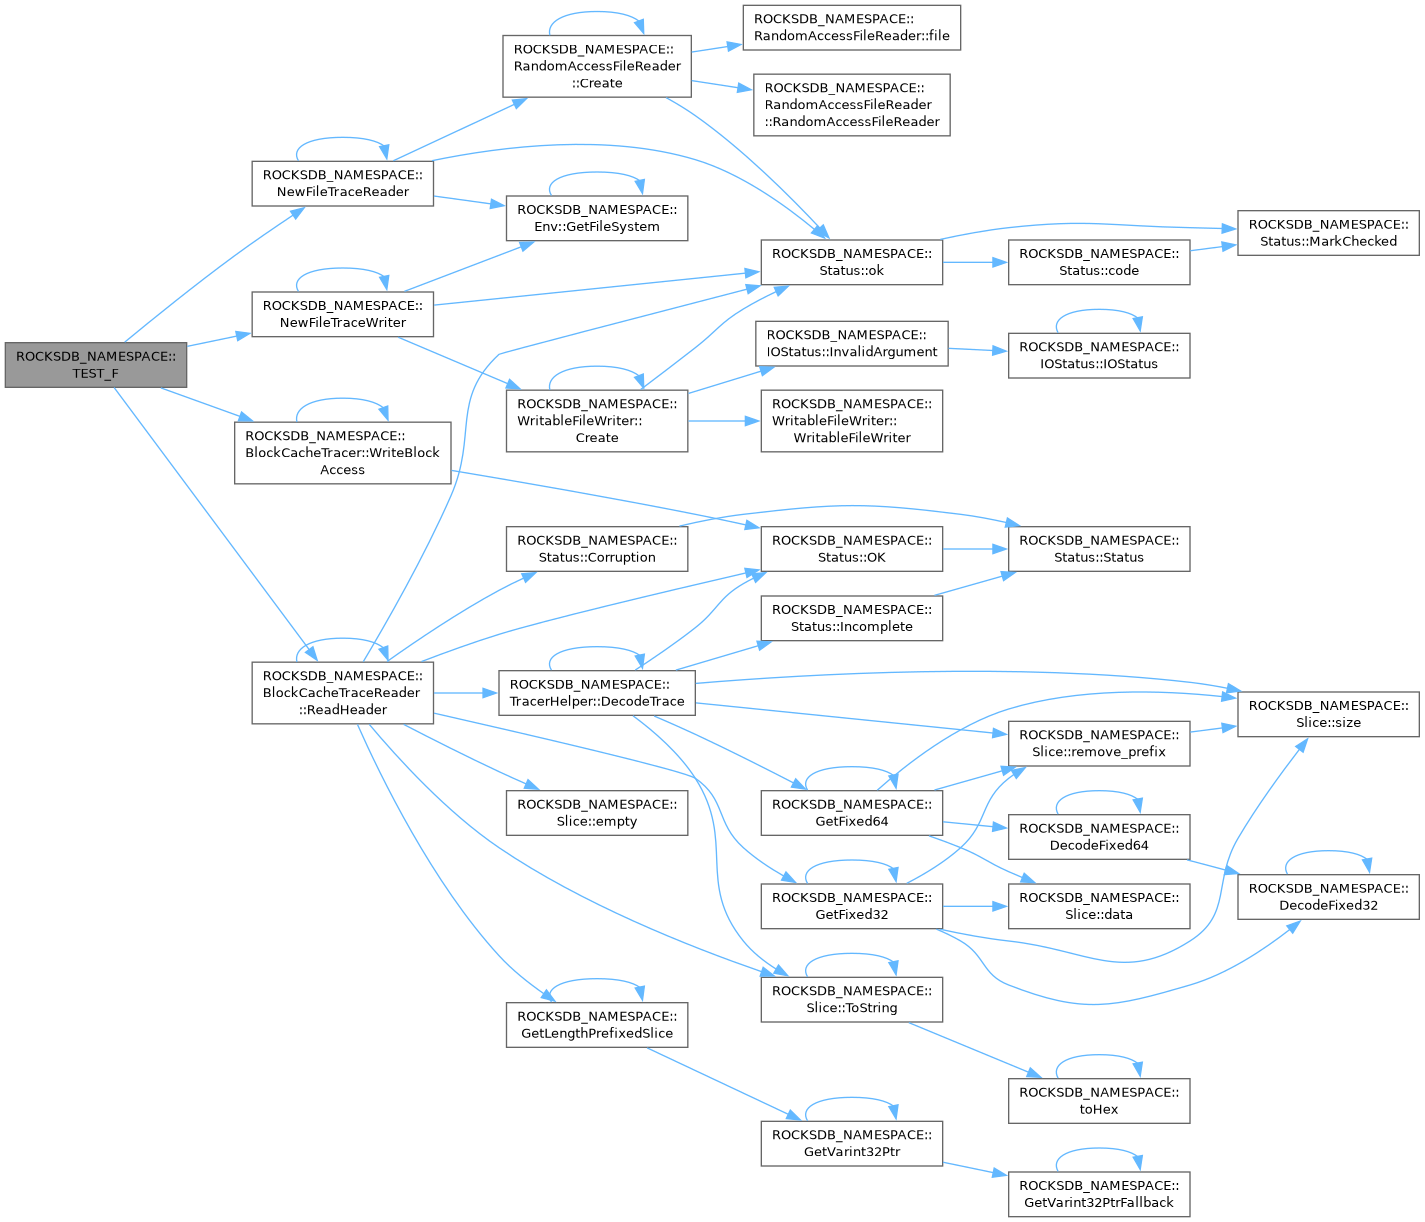 ROCKSDB_NAMESPACE::
TEST_F
ROCKSDB_NAMESPACE::
NewFileTraceReader
ROCKSDB_NAMESPACE::
NewFileTraceWriter
ROCKSDB_NAMESPACE::
BlockCacheTracer::WriteBlock
Access
ROCKSDB_NAMESPACE::
BlockCacheTraceReader
::ReadHeader
ROCKSDB_NAMESPACE::
RandomAccessFileReader
::Create
ROCKSDB_NAMESPACE::
Env::GetFileSystem
ROCKSDB_NAMESPACE::
WritableFileWriter::
Create
ROCKSDB_NAMESPACE::
Status::Corruption
ROCKSDB_NAMESPACE::
TracerHelper::DecodeTrace
ROCKSDB_NAMESPACE::
Slice::empty
ROCKSDB_NAMESPACE::
GetLengthPrefixedSlice
ROCKSDB_NAMESPACE::
RandomAccessFileReader::file
ROCKSDB_NAMESPACE::
RandomAccessFileReader
::RandomAccessFileReader
ROCKSDB_NAMESPACE::
Status::ok
ROCKSDB_NAMESPACE::
IOStatus::InvalidArgument
ROCKSDB_NAMESPACE::
WritableFileWriter::
WritableFileWriter
ROCKSDB_NAMESPACE::
Status::OK
ROCKSDB_NAMESPACE::
Status::Incomplete
ROCKSDB_NAMESPACE::
GetFixed64
ROCKSDB_NAMESPACE::
GetFixed32
ROCKSDB_NAMESPACE::
Slice::ToString
ROCKSDB_NAMESPACE::
GetVarint32Ptr
ROCKSDB_NAMESPACE::
Status::code
ROCKSDB_NAMESPACE::
IOStatus::IOStatus
ROCKSDB_NAMESPACE::
Status::Status
ROCKSDB_NAMESPACE::
Slice::remove_prefix
ROCKSDB_NAMESPACE::
DecodeFixed64
ROCKSDB_NAMESPACE::
Slice::data
ROCKSDB_NAMESPACE::
toHex
ROCKSDB_NAMESPACE::
GetVarint32PtrFallback
ROCKSDB_NAMESPACE::
Status::MarkChecked
ROCKSDB_NAMESPACE::
Slice::size
ROCKSDB_NAMESPACE::
DecodeFixed32